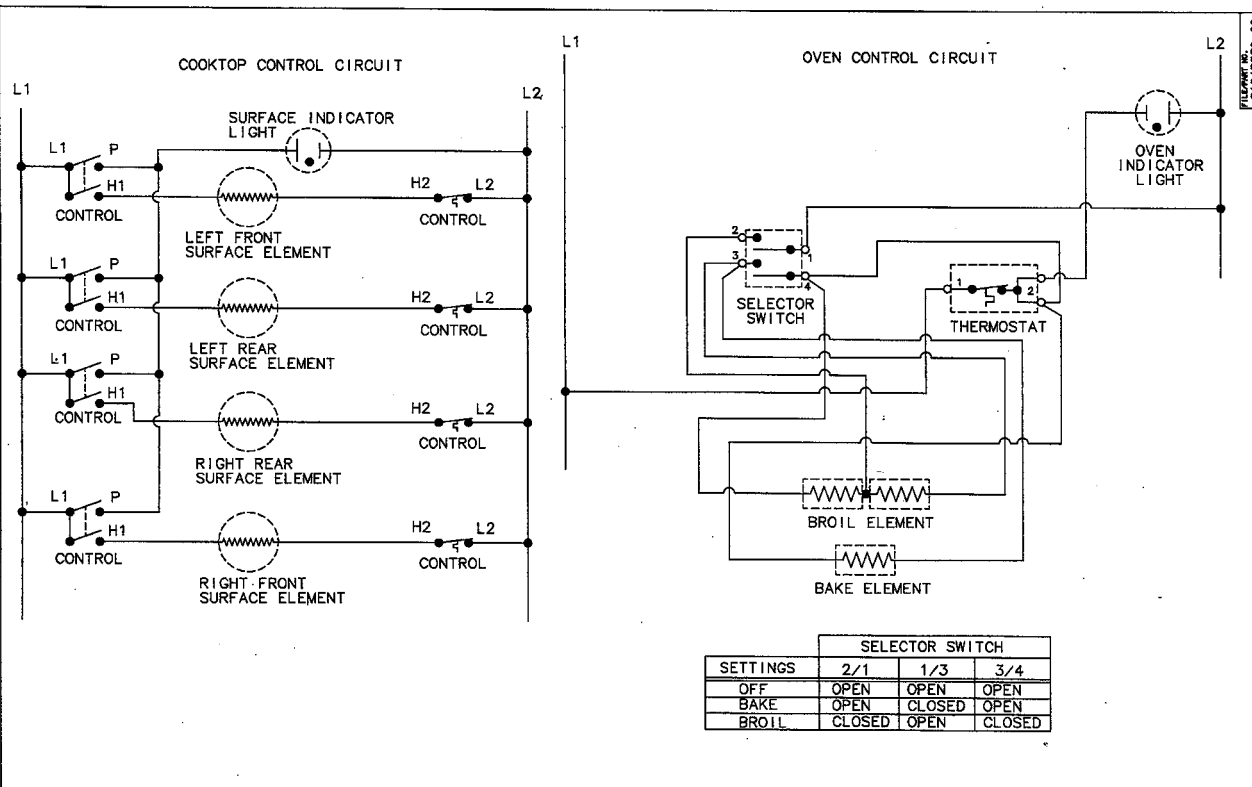 COOKTOP CONTROL CIRCUIT
L1
L2
SURFACE INDICATOR
LIGHT
L1
P
H1
CONTROL
H2
L2
CONTROL
LEFT FRONT
SURFACE ELEMENT
L1
P
H1
CONTROL
H2
L2
CONTROL
LEFT REAR
SURFACE ELEMENT
L1
P
H1
CONTROL
H2
L2
CONTROL
RIGHT REAR
SURFACE ELEMENT
L1
P
H1
CONTROL
H2
L2
CONTROL
RIGHT FRONT
SURFACE ELEMENT
OVEN CONTROL CIRCUIT
L1
L2
FILE/PART NO.
OVEN
INDICATOR
LIGHT
2
1
3
4
SELECTOR
SWITCH
1
2
THERMOSTAT
BROIL ELEMENT
BAKE ELEMENT
SELECTOR SWITCH
SETTINGS 2/1 1/3 3/4
OFF OPEN OPEN OPEN
BAKE OPEN CLOSED OPEN
BROIL CLOSED OPEN CLOSED